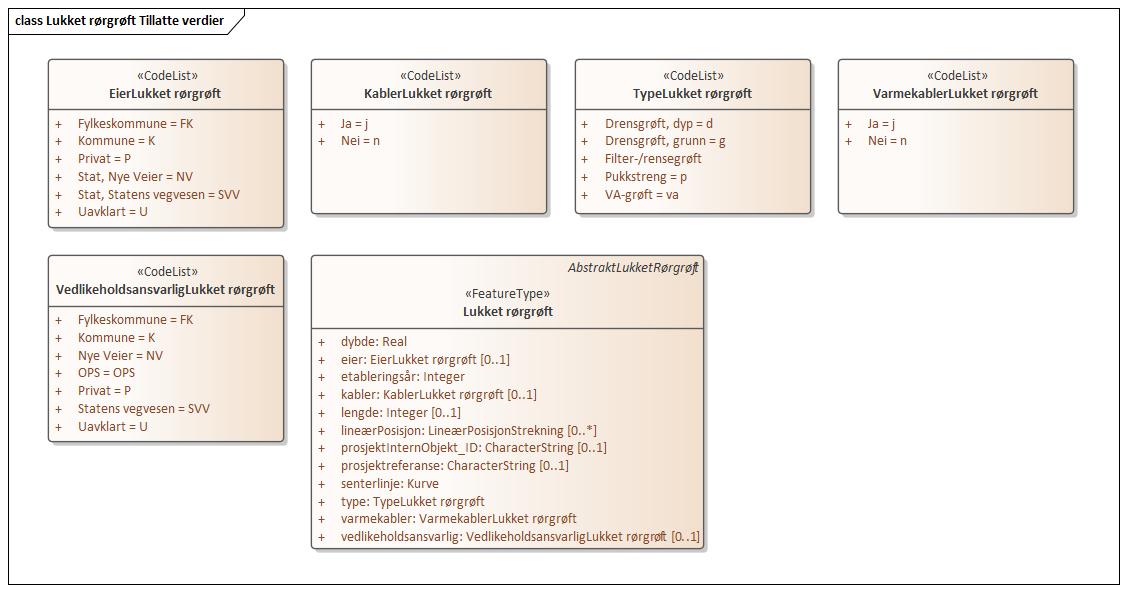 class Lukket rørgrøft Tillatte verdier
«CodeList»
EierLukket rørgrøft
+ Fylkeskommune = FK
+ Kommune = K
+ Privat = P
+ Stat, Nye Veier = NV
+ Stat, Statens vegvesen = SVV
+ Uavklart = U
«CodeList»
KablerLukket rørgrøft
+ Ja = j
+ Nei = n
«CodeList»
TypeLukket rørgrøft
+ Drensgrøft, dyp = d
+ Drensgrøft, grunn = g
+ Filter-/rensegrøft
+ Pukkstreng = p
+ VA-grøft = va
«CodeList»
VarmekablerLukket rørgrøft
+ Ja = j
+ Nei = n
«CodeList»
VedlikeholdsansvarligLukket rørgrøft
+ Fylkeskommune = FK
+ Kommune = K
+ Nye Veier = NV
+ OPS = OPS
+ Privat = P
+ Statens vegvesen = SVV
+ Uavklart = U
AbstraktLukketRørgrøft
«FeatureType»
Lukket rørgrøft
+ dybde: Real
+ eier: EierLukket rørgrøft [0..1]
+ etableringsår: Integer
+ kabler: KablerLukket rørgrøft [0..1]
+ lengde: Integer [0..1]
+ lineærPosisjon: LineærPosisjonStrekning [0..*]
+ prosjektInternObjekt_ID: CharacterString [0..1]
+ prosjektreferanse: CharacterString [0..1]
+ senterlinje: Kurve
+ type: TypeLukket rørgrøft
+ varmekabler: VarmekablerLukket rørgrøft
+ vedlikeholdsansvarlig: VedlikeholdsansvarligLukket rørgrøft [0..1]